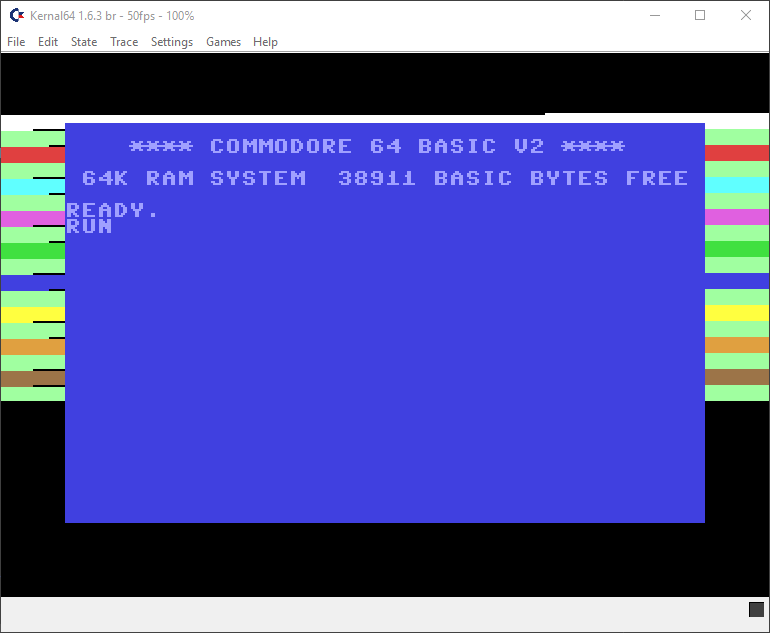 Kernal64 1.6.3 br - 50fps - 100%
File Edit State Trace Settings Games Help
**** COMMODORE 64 BASIC V2 ****
64K RAM SYSTEM 38911 BASIC BYTES FREE
READY.
RUN